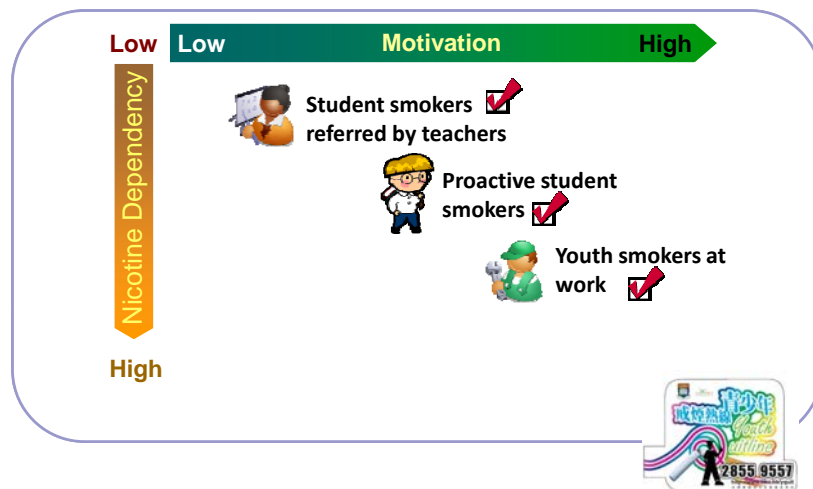 Low
Low Motivation High
Nicotine Dependency
Student smokers
referred by teachers
Proactive student
smokers
Youth smokers at
work
High
青少年
戒煙熱線
Youth
Quitline
2855 9557